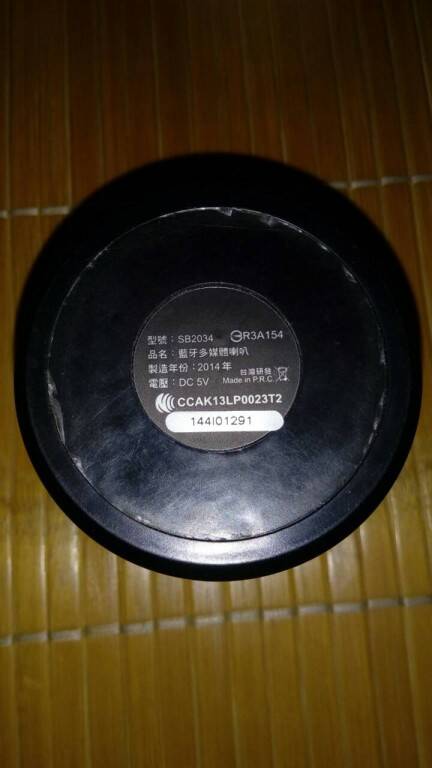 型號：SB2034 R3A154
品名：藍牙多媒體喇叭
製造年份：2014年 台灣研發
電壓：DC 5V Made in P.R.C.
CCAK13LP0023T2
144I01291